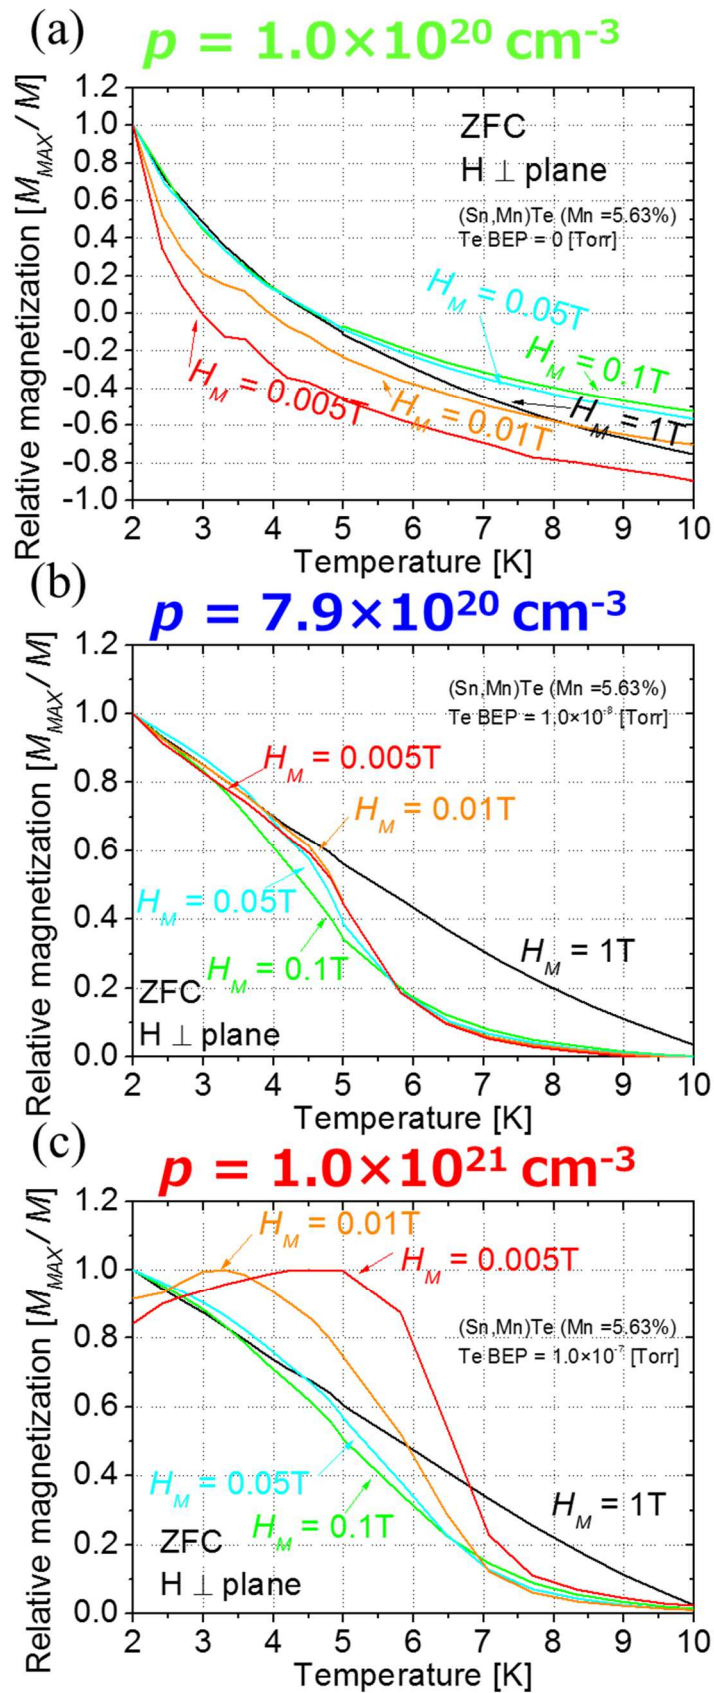 (a)
p = 1.0×10²⁰ cm⁻³
Relative magnetization [M_MAX / M]
1.2
1.0
0.8
0.6
0.4
0.2
0.0
-0.2
-0.4
-0.6
-0.8
-1.0
ZFC
H ⊥ plane
(Sn,Mn)Te (Mn =5.63%)
Te BEP = 0 [Torr]
H_M = 0.05T
H_M = 0.1T
H_M = 0.005T
H_M = 0.01T
H_M = 1T
2 3 4 5 6 7 8 9 10
Temperature [K]
(b)
p = 7.9×10²⁰ cm⁻³
Relative magnetization [M_MAX / M]
1.2
1.0
0.8
0.6
0.4
0.2
0.0
(Sn,Mn)Te (Mn =5.63%)
Te BEP = 1.0×10⁻⁸ [Torr]
H_M = 0.005T
H_M = 0.01T
H_M = 0.05T
H_M = 0.1T
H_M = 1T
ZFC
H ⊥ plane
2 3 4 5 6 7 8 9 10
Temperature [K]
(c)
p = 1.0×10²¹ cm⁻³
Relative magnetization [M_MAX / M]
1.2
1.0
0.8
0.6
0.4
0.2
0.0
H_M = 0.01T
H_M = 0.005T
(Sn,Mn)Te (Mn =5.63%)
Te BEP = 1.0×10⁻⁷ [Torr]
H_M = 0.05T
H_M = 0.1T
H_M = 1T
ZFC
H ⊥ plane
2 3 4 5 6 7 8 9 10
Temperature [K]